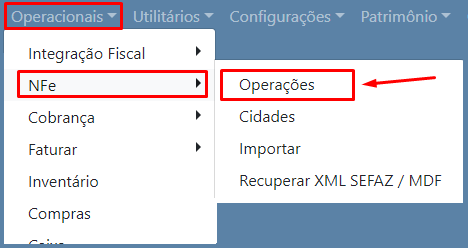 Operacionais Utilitários Configurações Patrimônio
Integração Fiscal
NFe
Cobrança
Faturar
Inventário
Compras
Operações
Cidades
Importar
Recuperar XML SEFAZ / MDF